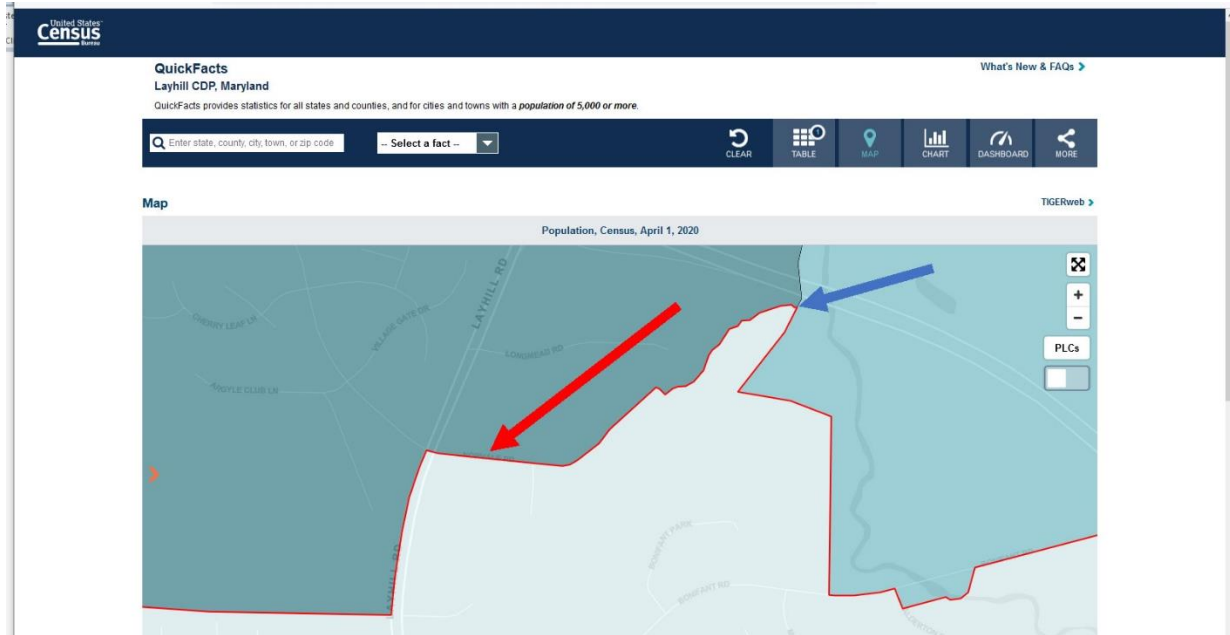 United States®
Census
Bureau
QuickFacts
What's New & FAQs
Layhill CDP, Maryland
QuickFacts provides statistics for all states and counties, and for cities and towns with a population of 5,000 or more.
Enter state, county, city, town, or zip code
-- Select a fact --
CLEAR
1
TABLE
MAP
CHART
DASHBOARD
MORE
Map
TIGERweb
Population, Census, April 1, 2020
LAYHILL RD
CHERRY LEAF LN
VILLAGE GATE DR
LONGMEAD RD
ARGYLE CLUB LN
+
−
PLCs
LAYHILL RD
BONIFANT PARK
BONIFANT RD